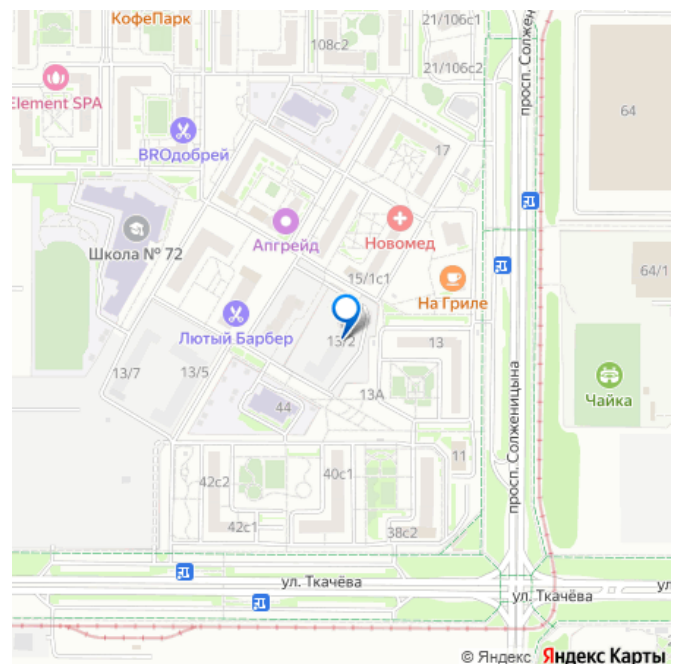 КофеПарк
21/106с1
108с2
21/106с2
просп. Солжен
64
Element SPA
BROдобрей
17
Школа № 72
Апгрейд
Новомед
15/1с1
64/1
На Гриле
Лютый Барбер
13/2
13
13/7
13/5
13А
Чайка
44
просп. Солженицына
11
42с2
40с1
42с1
38с2
ул. Ткачёва
ул. Ткачёва
ул
© Яндекс Яндекс Карты